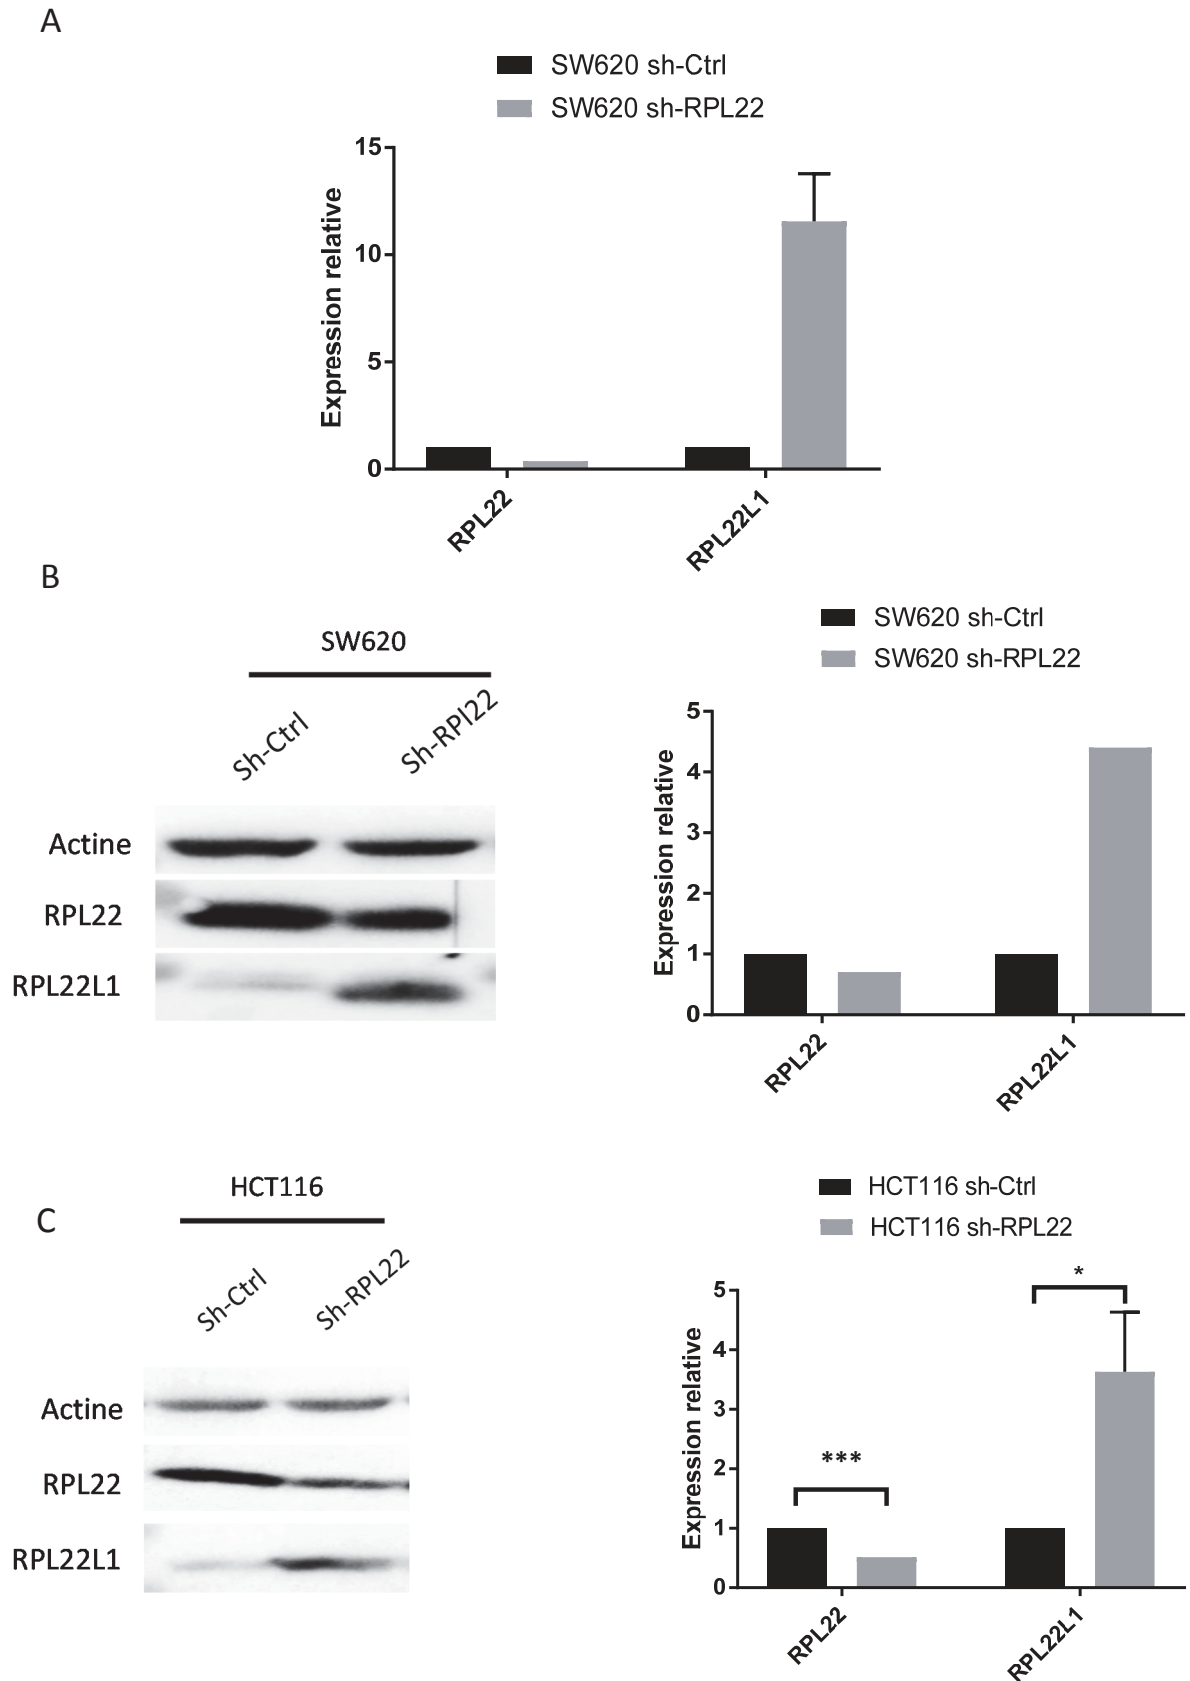 A
SW620 sh-Ctrl
SW620 sh-RPL22
15
10
5
0
Expression relative
RPL22
RPL22L1
B
SW620
Sh-Ctrl
Sh-RPl22
Actine
RPL22
RPL22L1
SW620 sh-Ctrl
SW620 sh-RPL22
5
4
3
2
1
0
Expression relative
RPL22
RPL22L1
C
HCT116
Sh-Ctrl
Sh-RPL22
Actine
RPL22
RPL22L1
HCT116 sh-Ctrl
HCT116 sh-RPL22
5
4
3
2
1
0
Expression relative
***
*
RPL22
RPL22L1